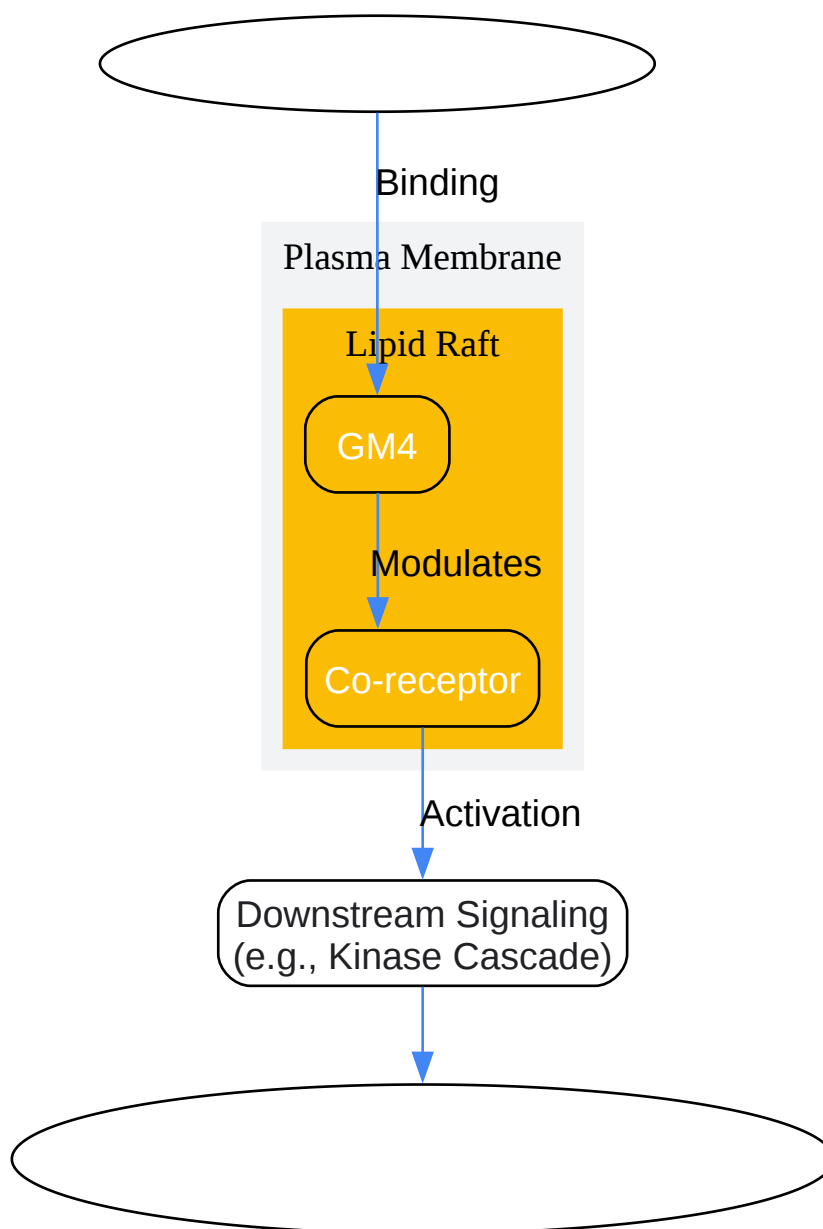 Binding
Plasma Membrane
Lipid Raft
GM4
Modulates
Co-receptor
Activation
Downstream Signaling
(e.g., Kinase Cascade)